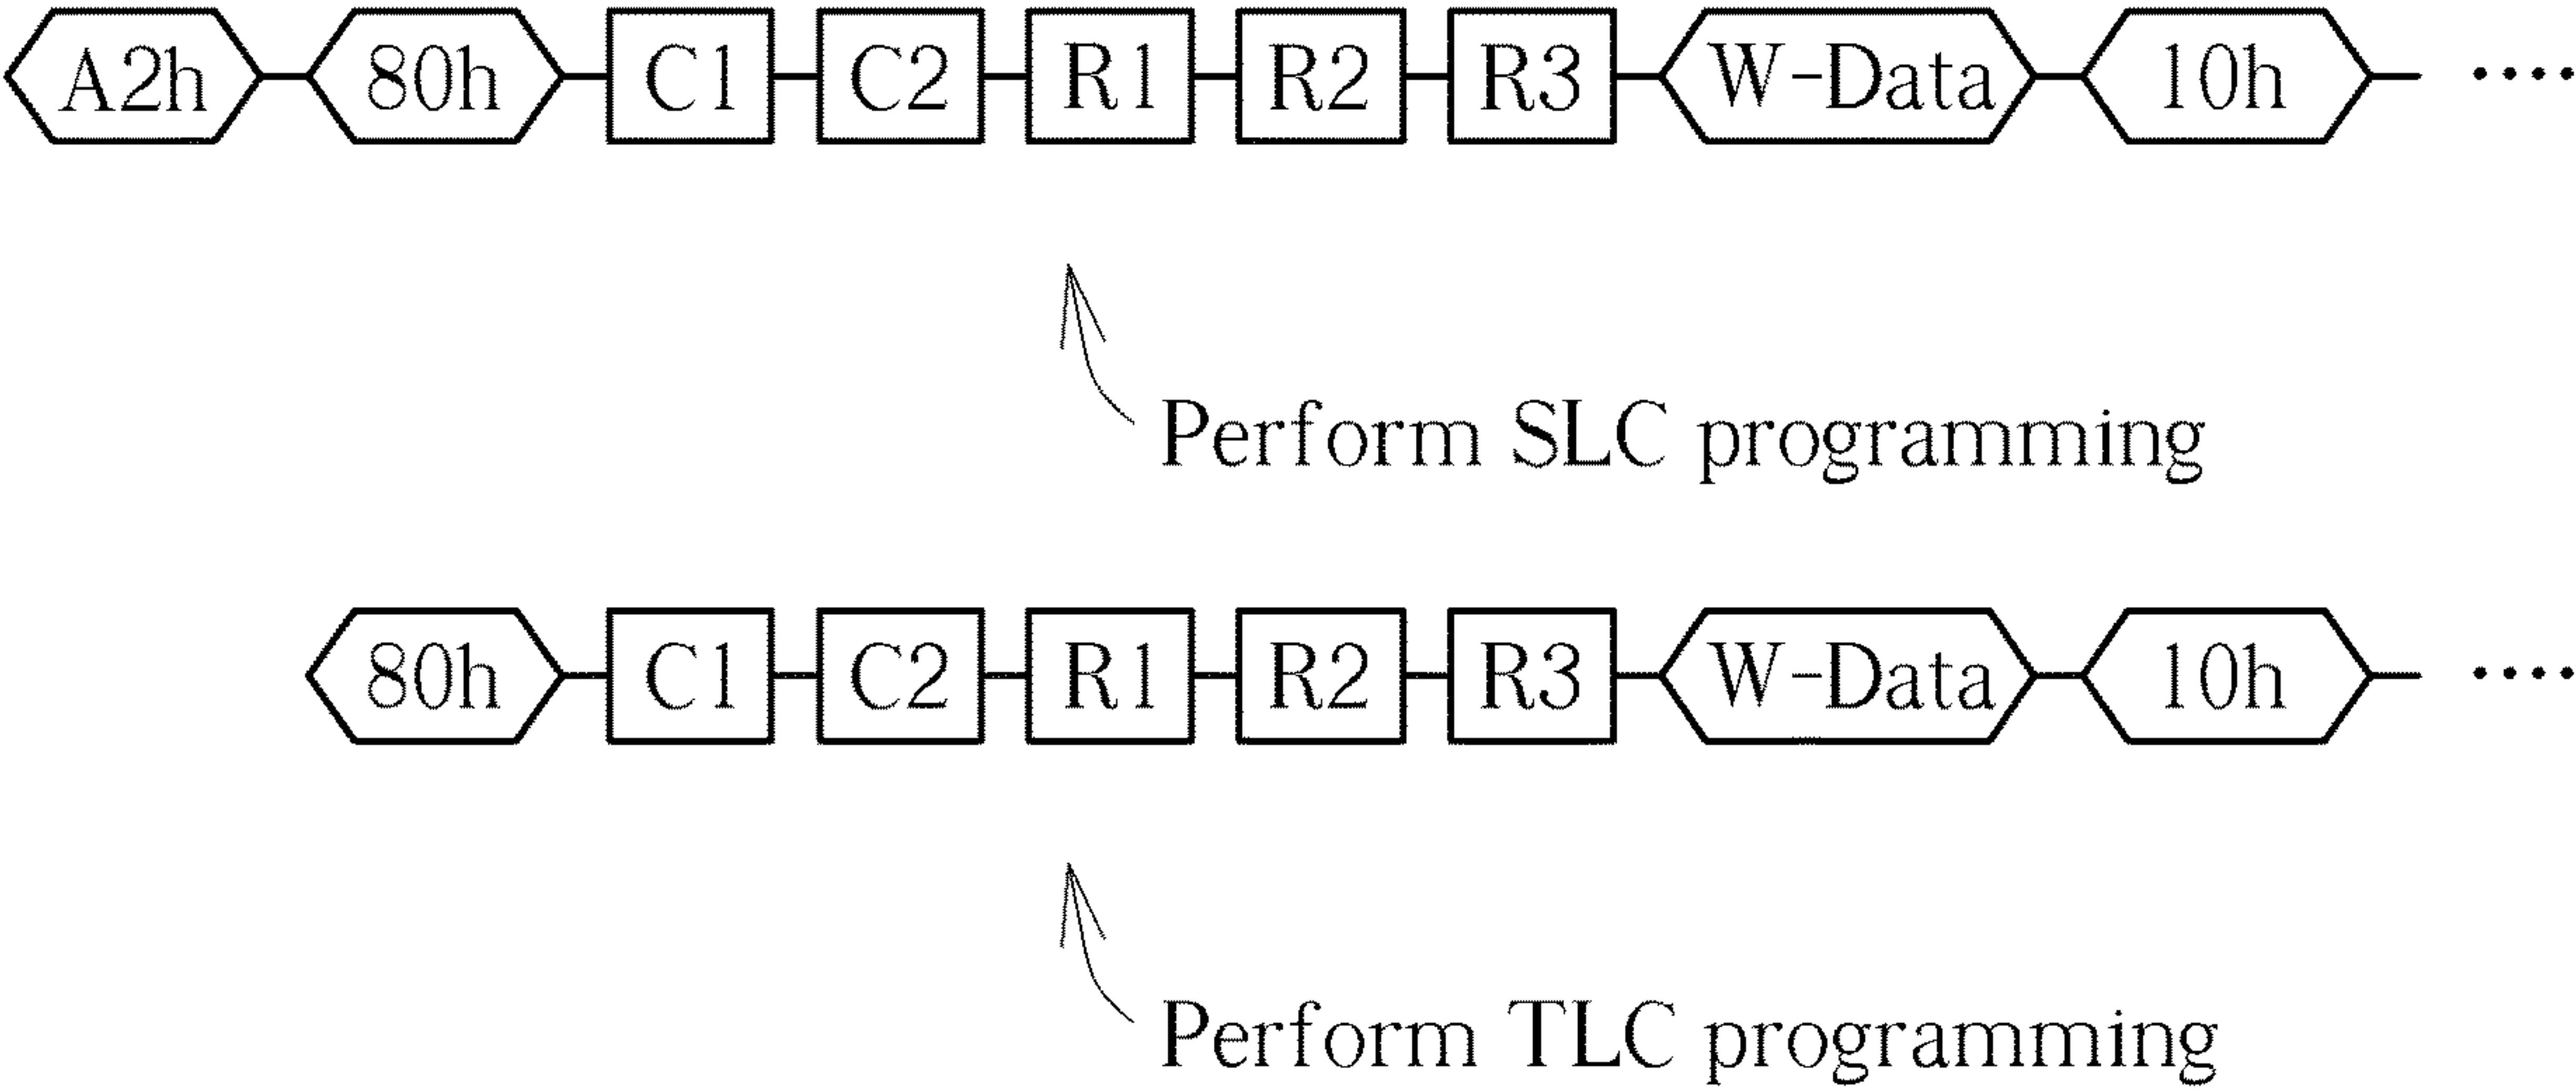 A2h 80h C1 C2 R1 R2 R3 W-Data 10h ····
Perform SLC programming
80h C1 C2 R1 R2 R3 W-Data 10h ····
Perform TLC programming